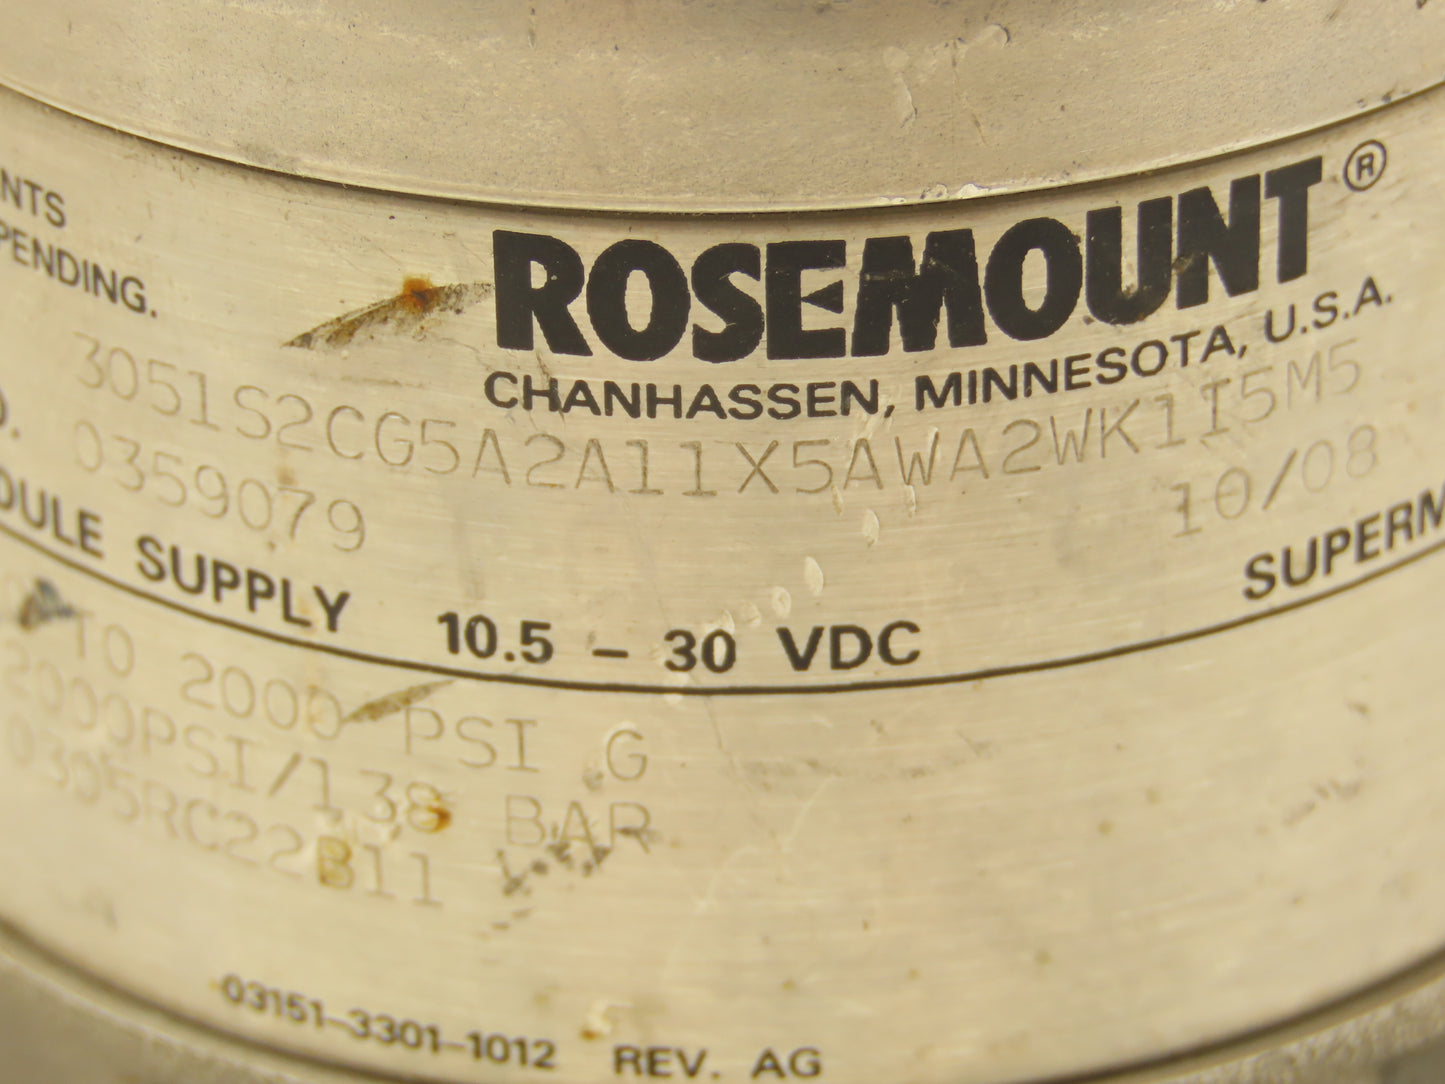 NTS
PENDING.
ROSEMOUNT®
CHANHASSEN, MINNESOTA, U.S.A.
3051S2CG5A2A11X5AWA2WK1I5M5
0359079
10/08
DULE SUPPLY 10.5 – 30 VDC
SUPERM
TO 2000 PSI G
2000PSI/138 BAR
0305RC22B11
03151-3301-1012 REV. AG